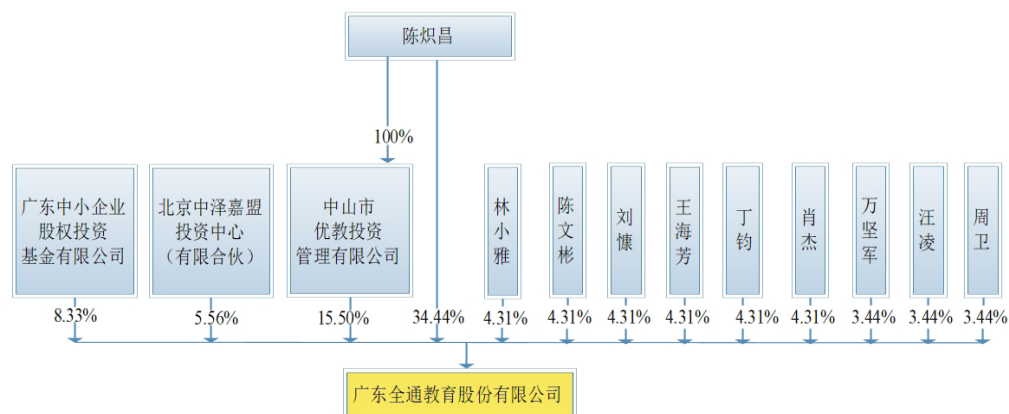 陈炽昌
100%
广东中小企业
股权投资
基金有限公司
北京中泽嘉盟
投资中心
（有限合伙）
中山市
优教投资
管理有限公司
林小雅
陈文彬
刘慷
王海芳
丁钧
肖杰
万坚军
汪凌
周卫
8.33%
5.56%
15.50%
34.44%
4.31%
4.31%
4.31%
4.31%
4.31%
4.31%
3.44%
3.44%
3.44%
广东全通教育股份有限公司